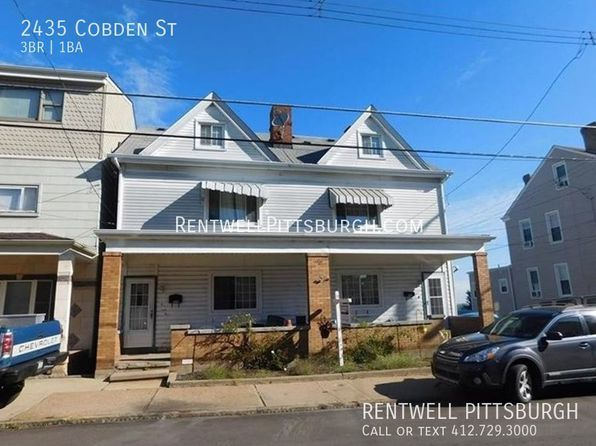 2435 Cobden St
3BR | 1BA
RentwellPittsburgh.com
CHEVROLET
Rentwell Pittsburgh
Call or text 412.729.3000